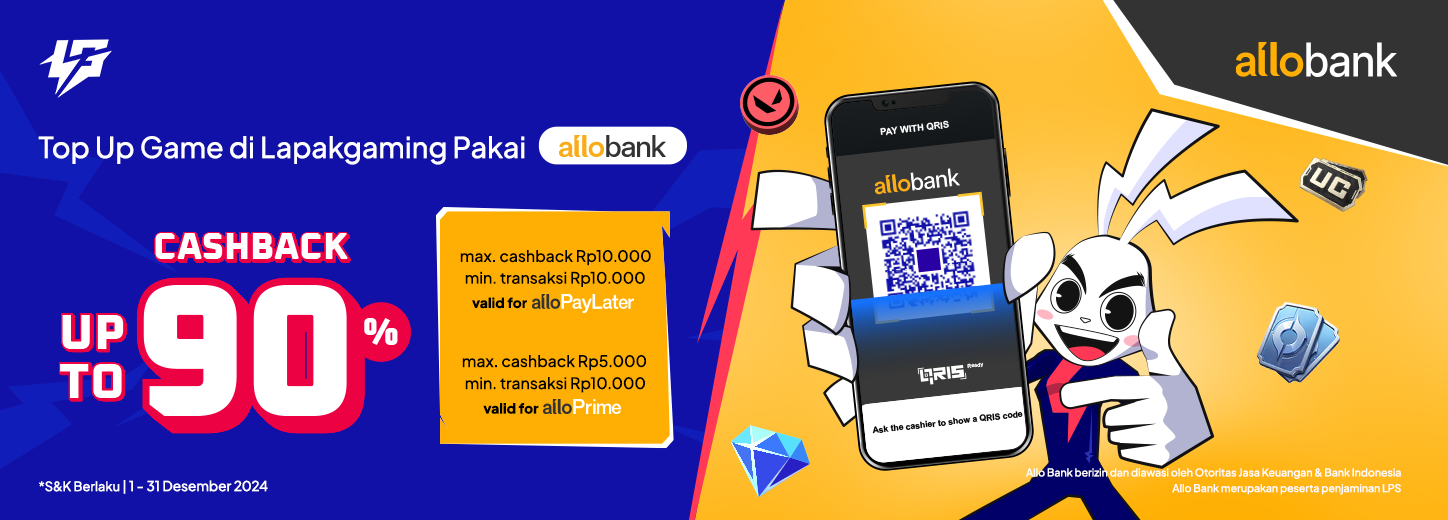 Top Up Game di Lapakgaming Pakai allobank
CASHBACK
UP TO 90%
max. cashback Rp10.000
min. transaksi Rp10.000
valid for alloPayLater
max. cashback Rp5.000
min. transaksi Rp10.000
valid for alloPrime
*S&K Berlaku | 1 - 31 Desember 2024
PAY WITH QRIS
allobank
QRIS Ready
Ask the cashier to show a QRIS code
allobank
UC
Allo Bank berizin dan diawasi oleh Otoritas Jasa Keuangan & Bank Indonesia
Allo Bank merupakan peserta penjaminan LPS